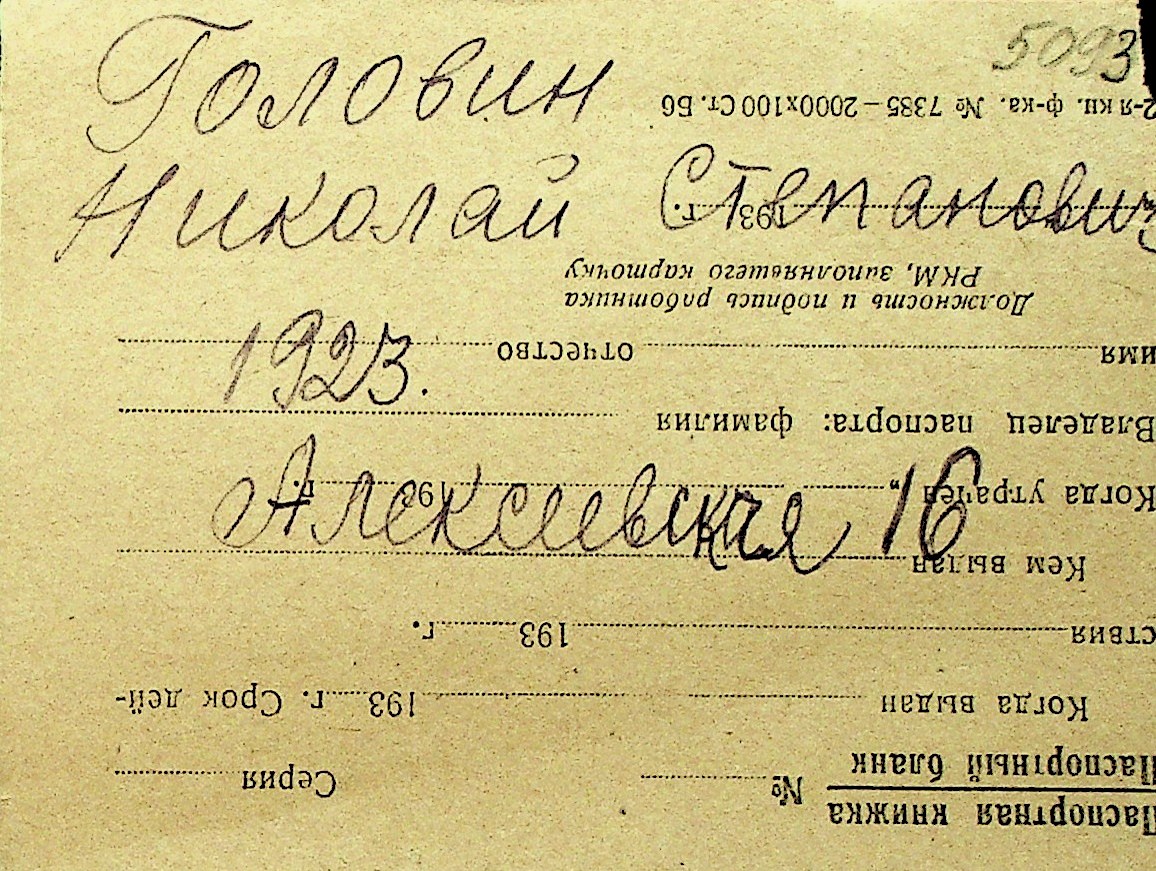 5093
Головин
Николай Степанович
1923.
Алексеевская 16
Паспортная книжка
Паспортный бланк
№ Серия
Когда выдан 193 г. Срок дей-
ствия 193 г.
Кем выдан
Когда утрачен „ 193 г.
Владелец паспорта: фамилия
имя отчество
Должность и подпись работника
РКМ, заполнявшего карточку
193 г.
2-я кн. ф-ка. № 7385 — 2000х100 Ст. Б6